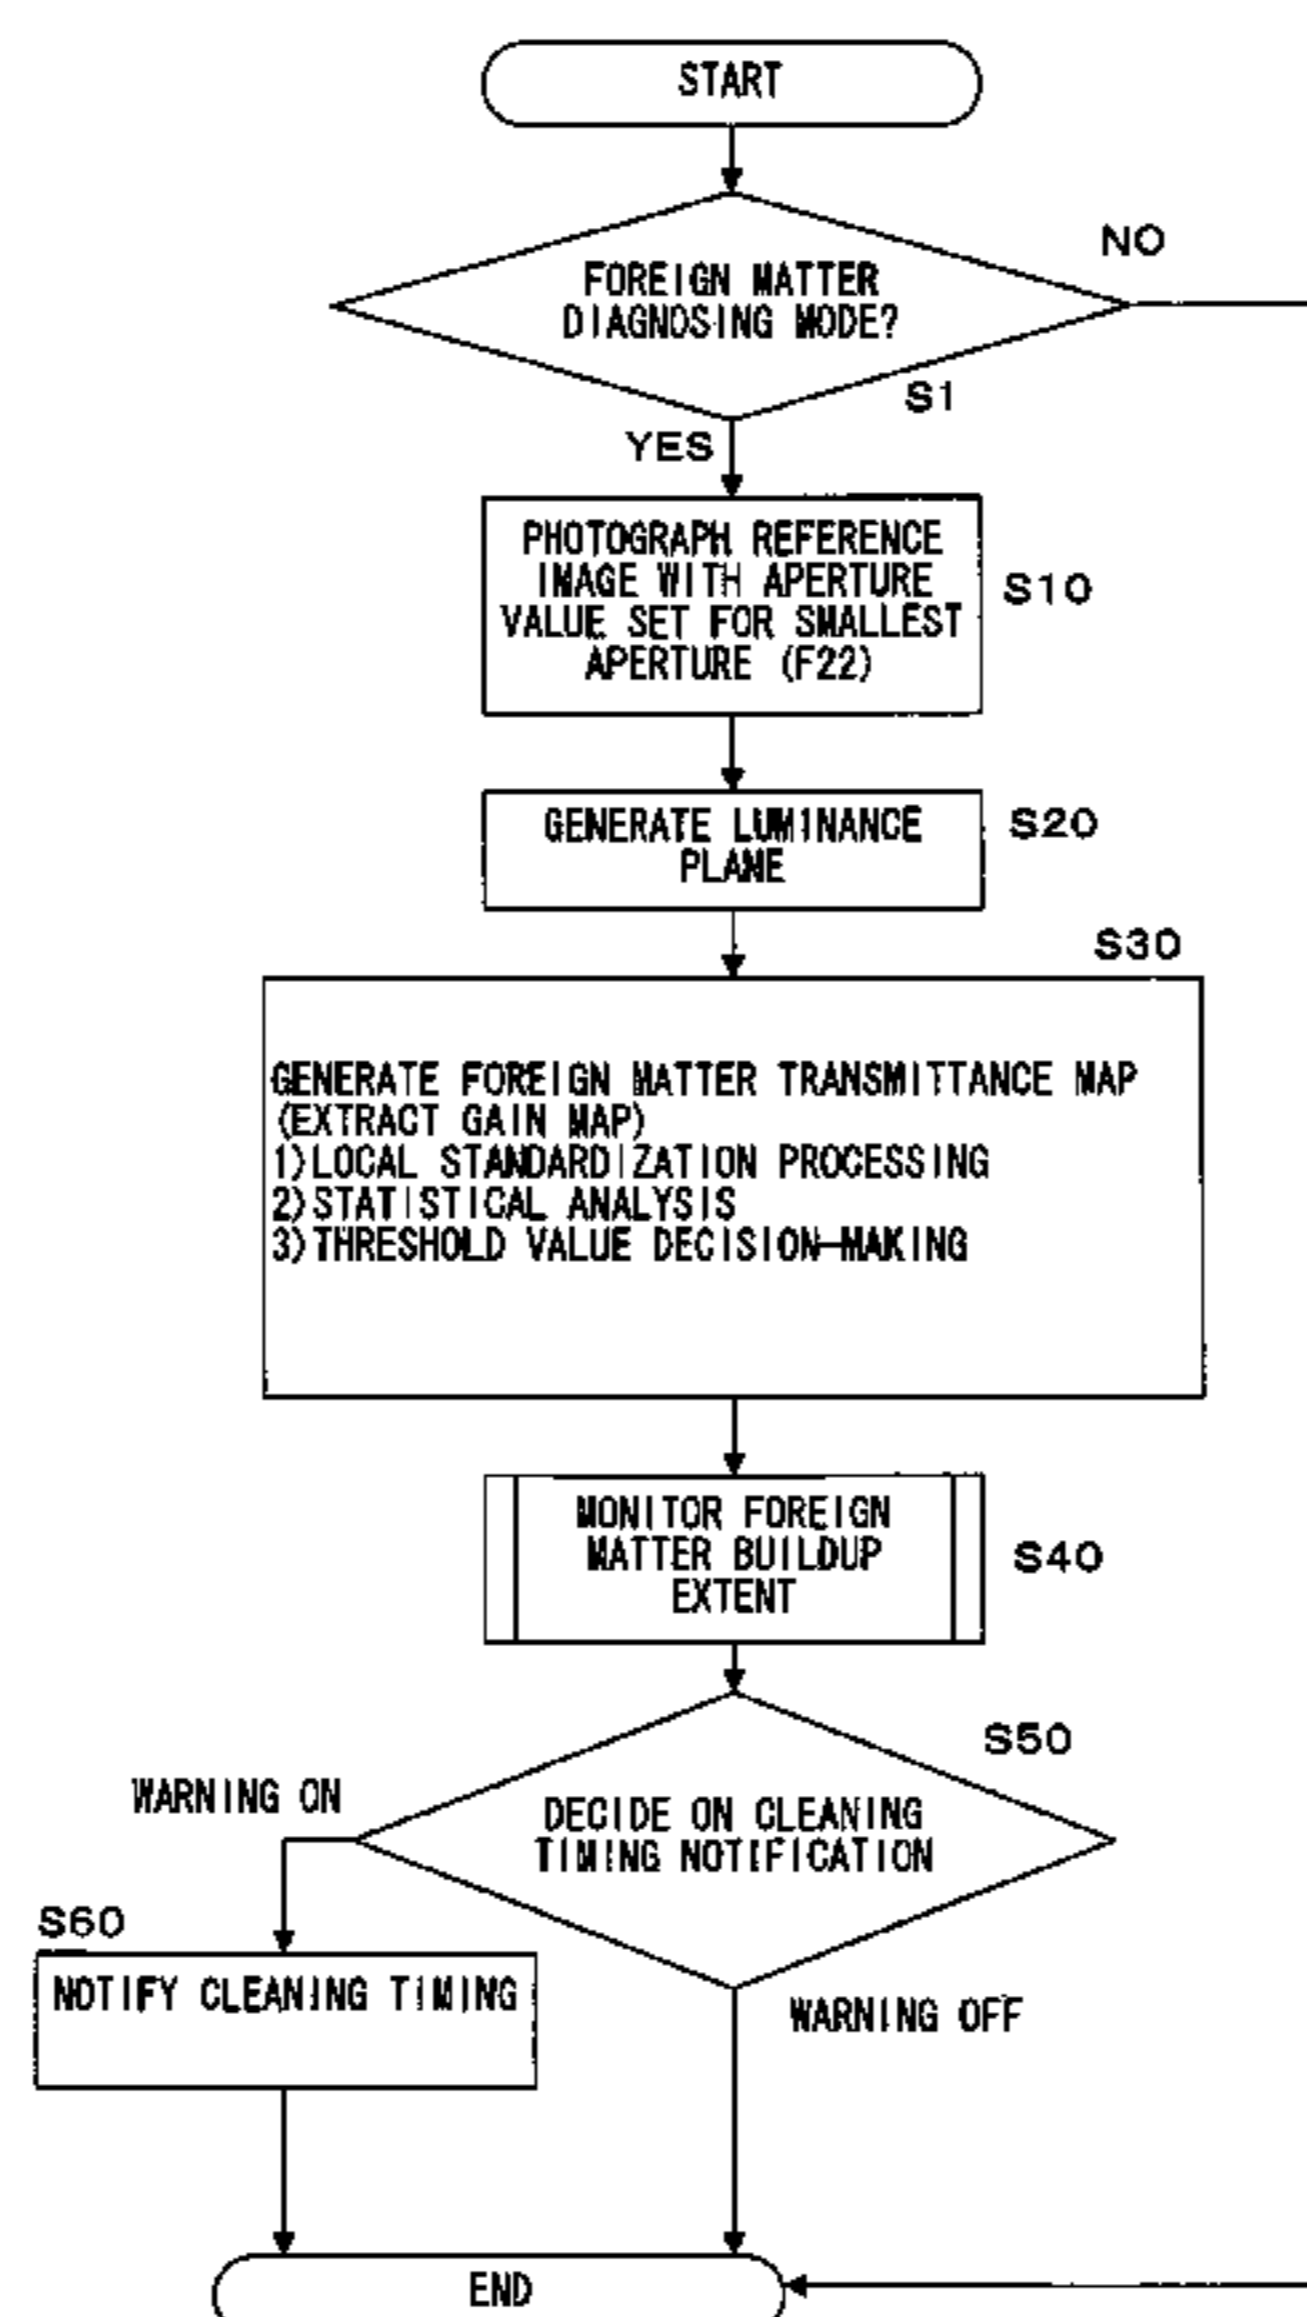 START
FOREIGN MATTER
DIAGNOSING MODE?
NO
S1
YES
PHOTOGRAPH REFERENCE
IMAGE WITH APERTURE
VALUE SET FOR SMALLEST
APERTURE (F22)
S10
GENERATE LUMINANCE
PLANE
S20
S30
GENERATE FOREIGN MATTER TRANSMITTANCE MAP
(EXTRACT GAIN MAP)
1)LOCAL STANDARDIZATION PROCESSING
2)STATISTICAL ANALYSIS
3)THRESHOLD VALUE DECISION-MAKING
MONITOR FOREIGN
MATTER BUILDUP
EXTENT
S40
S50
WARNING ON
DECIDE ON CLEANING
TIMING NOTIFICATION
S60
NOTIFY CLEANING TIMING
WARNING OFF
END